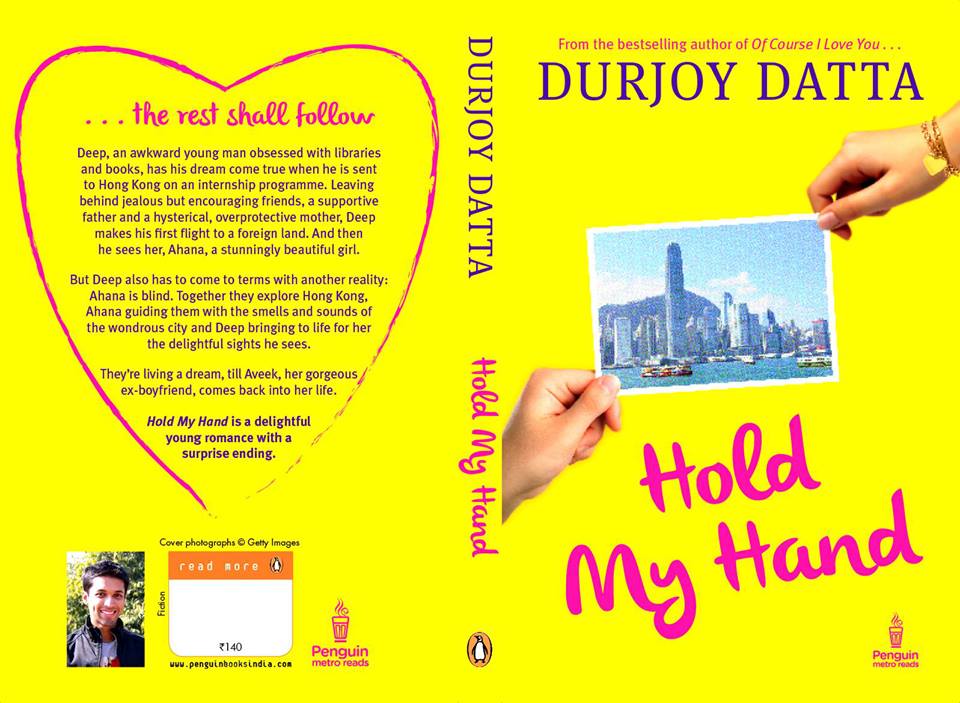 . . . the rest shall follow
Deep, an awkward young man obsessed with libraries
and books, has his dream come true when he is sent
to Hong Kong on an internship programme. Leaving
behind jealous but encouraging friends, a supportive
father and a hysterical, overprotective mother, Deep
makes his first flight to a foreign land. And then
he sees her, Ahana, a stunningly beautiful girl.
But Deep also has to come to terms with another reality:
Ahana is blind. Together they explore Hong Kong,
Ahana guiding them with the smells and sounds of
the wondrous city and Deep bringing to life for her
the delightful sights he sees.
They're living a dream, till Aveek, her gorgeous
ex-boyfriend, comes back into her life.
Hold My Hand is a delightful
young romance with a
surprise ending.
Cover photographs © Getty Images
read more
Fiction
₹140
www.penguinbooksindia.com
Penguin
metro reads
DURJOY DATTA
Hold My Hand
From the bestselling author of Of Course I Love You . . .
DURJOY DATTA
Hold
My Hand
Penguin
metro reads